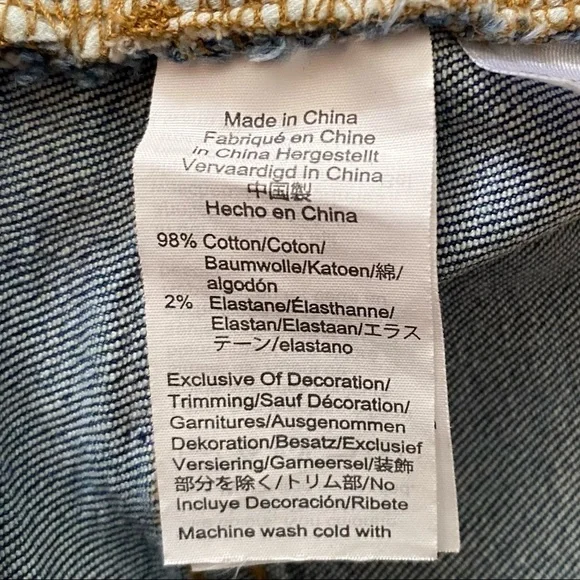 Made in China
Fabriqué en Chine
in China Hergestellt
Vervaardigd in China
中国製
Hecho en China
98% Cotton/Coton/
Baumwolle/Katoen/綿/
algodón
2% Elastane/Élasthanne/
Elastan/Elastaan/エラス
テーン/elastano
Exclusive Of Decoration/
Trimming/Sauf Décoration/
Garnitures/Ausgenommen
Dekoration/Besatz/Exclusief
Versiering/Garneersel/装飾
部分を除く/トリム部/No
Incluye Decoración/Ribete
Machine wash cold with